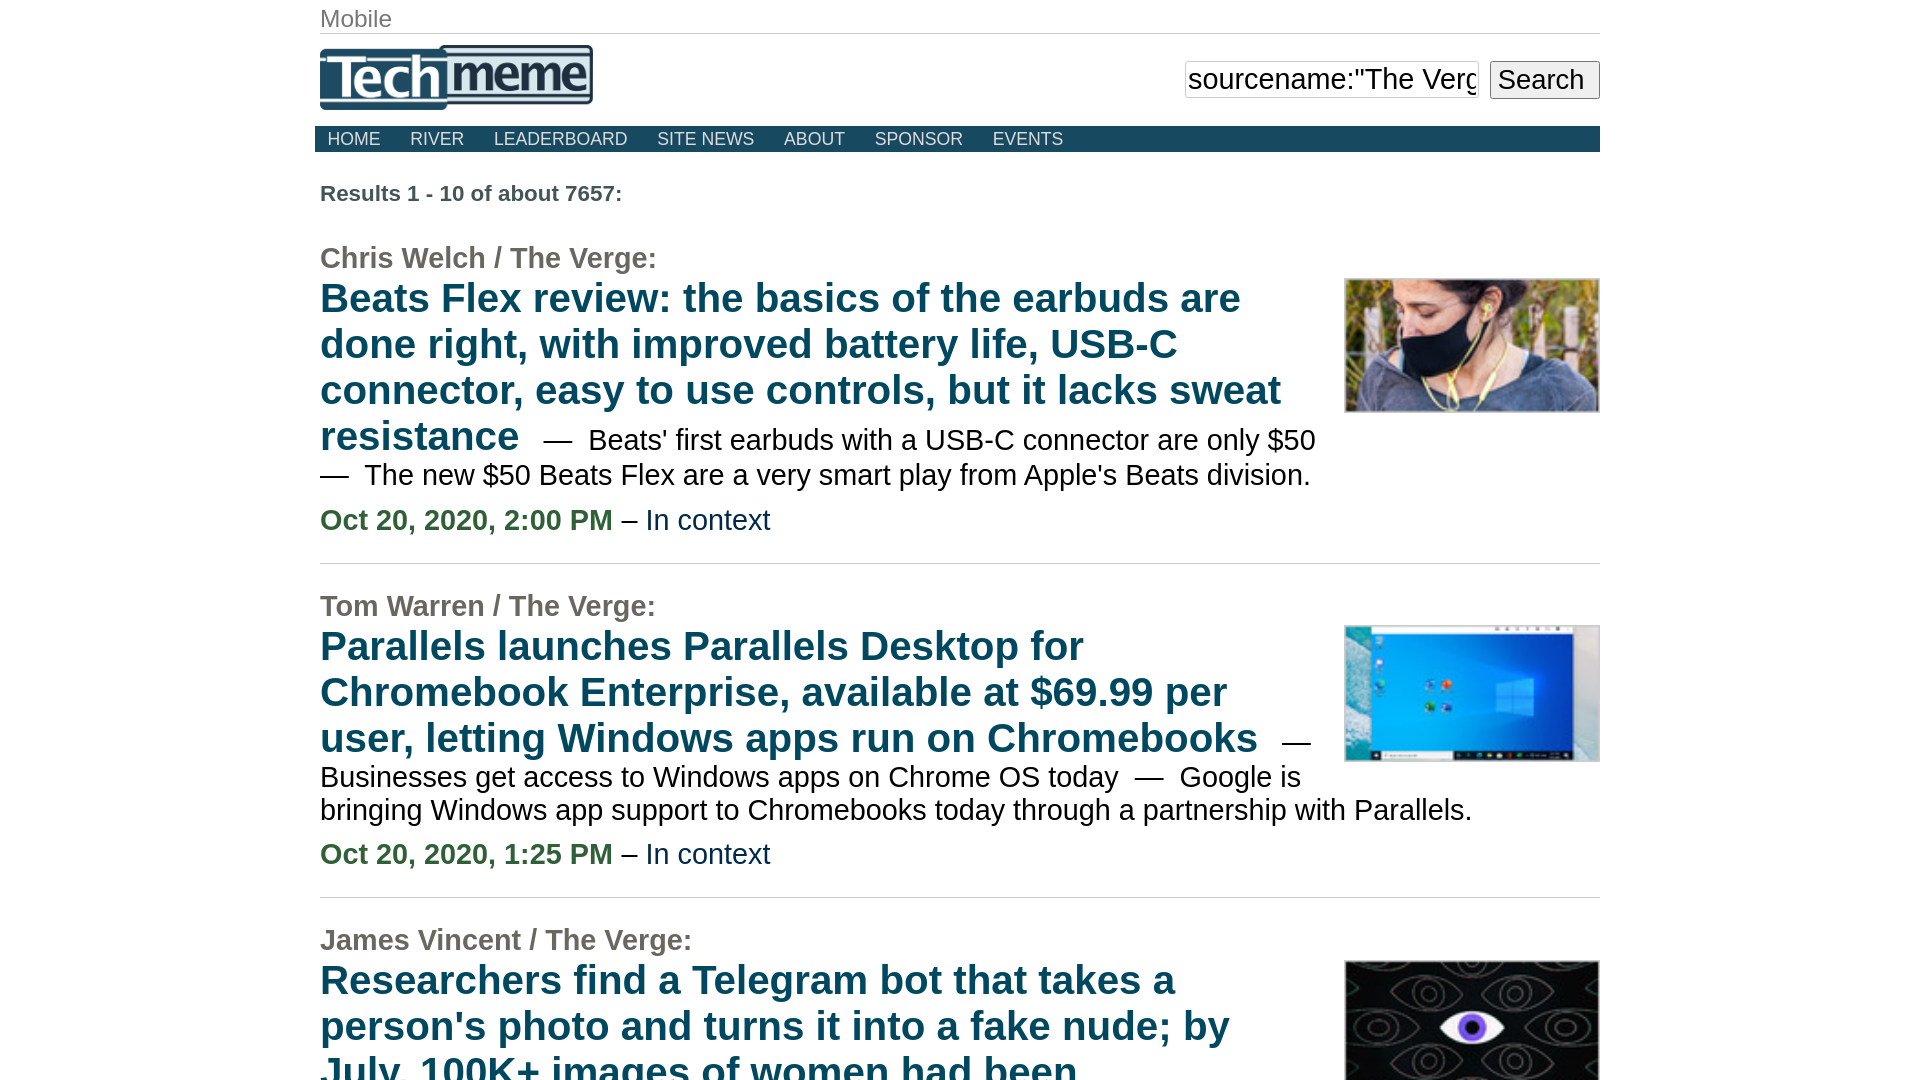 Mobile
Techmeme
sourcename:"The Verg
Search
HOME RIVER LEADERBOARD SITE NEWS ABOUT SPONSOR EVENTS
Results 1 - 10 of about 7657:
Chris Welch / The Verge:
Beats Flex review: the basics of the earbuds are
done right, with improved battery life, USB-C
connector, easy to use controls, but it lacks sweat
resistance — Beats' first earbuds with a USB-C connector are only $50
— The new $50 Beats Flex are a very smart play from Apple's Beats division.
Oct 20, 2020, 2:00 PM – In context
Tom Warren / The Verge:
Parallels launches Parallels Desktop for
Chromebook Enterprise, available at $69.99 per
user, letting Windows apps run on Chromebooks —
Businesses get access to Windows apps on Chrome OS today — Google is
bringing Windows app support to Chromebooks today through a partnership with Parallels.
Oct 20, 2020, 1:25 PM – In context
James Vincent / The Verge:
Researchers find a Telegram bot that takes a
person's photo and turns it into a fake nude; by
July, 100K+ images of women had been